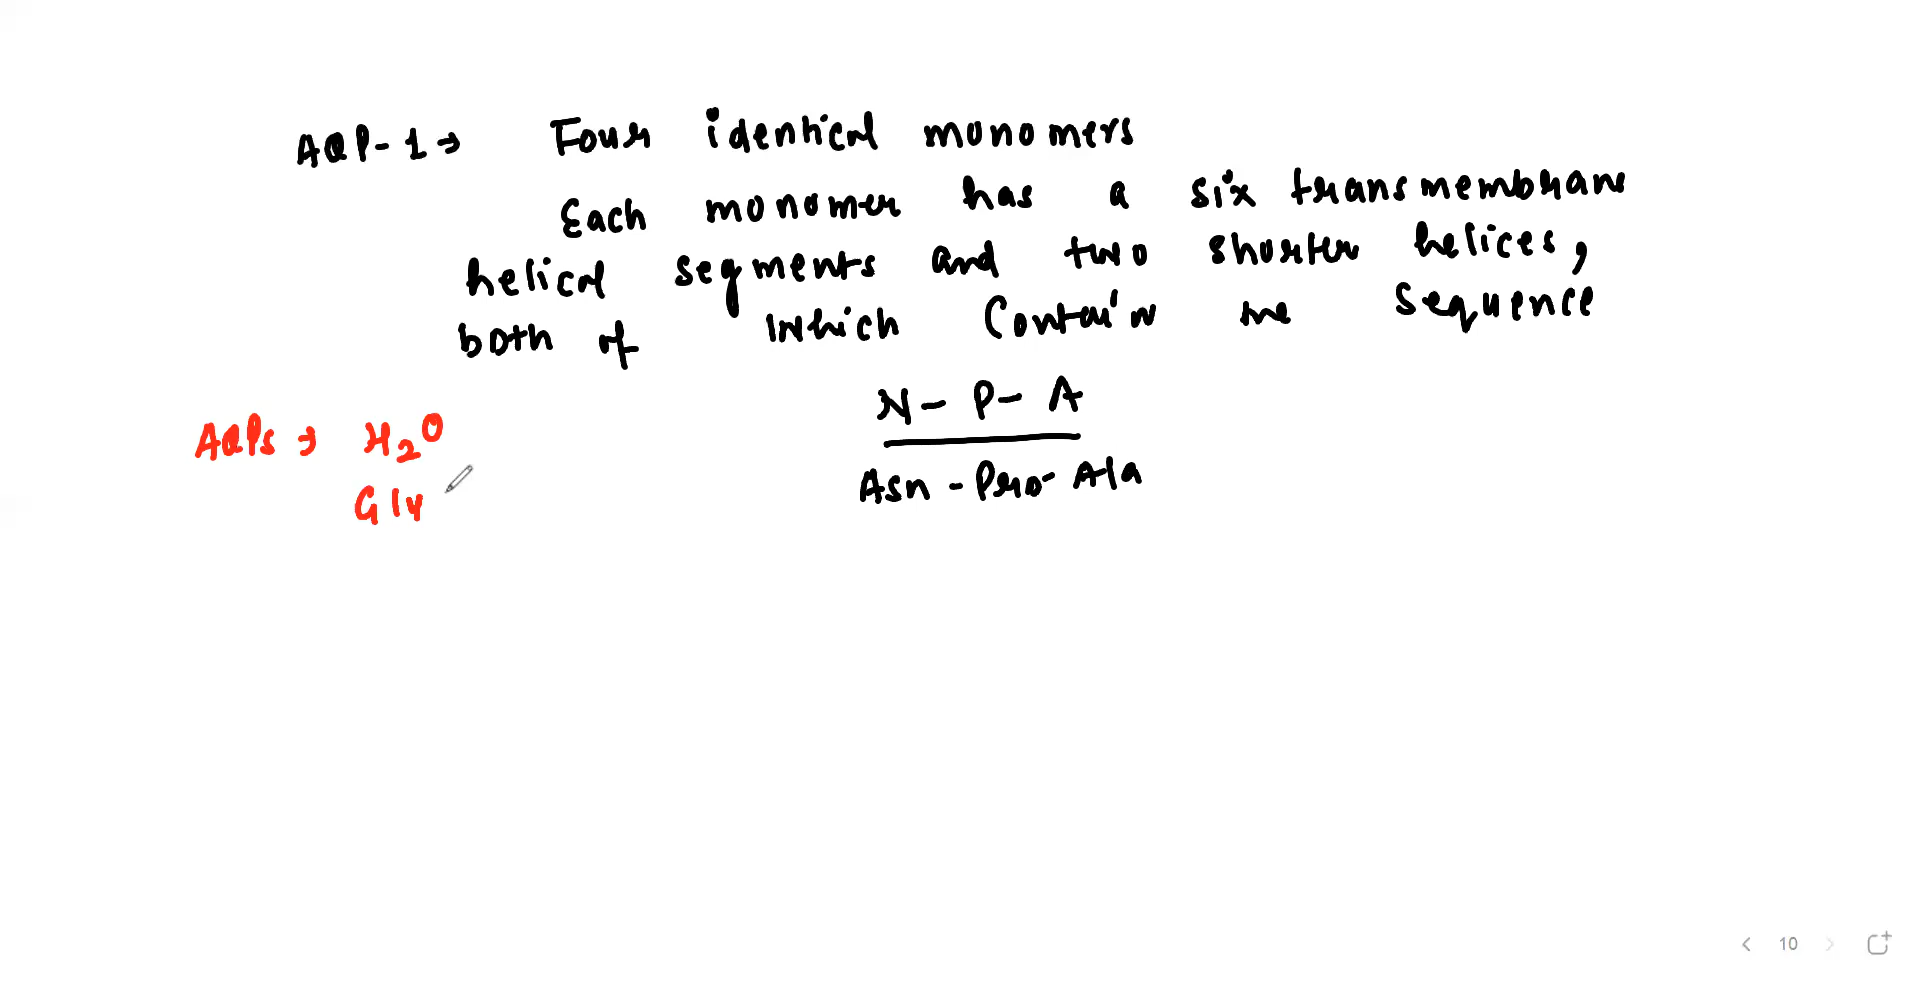 AQP-1 → Four identical monomers
Each monomer has a six transmembrane
helical segments and two shorter helices,
both of which contain the sequence
N - P - A
Asn - Pro - Ala
AQPs → H2O
Gly
10